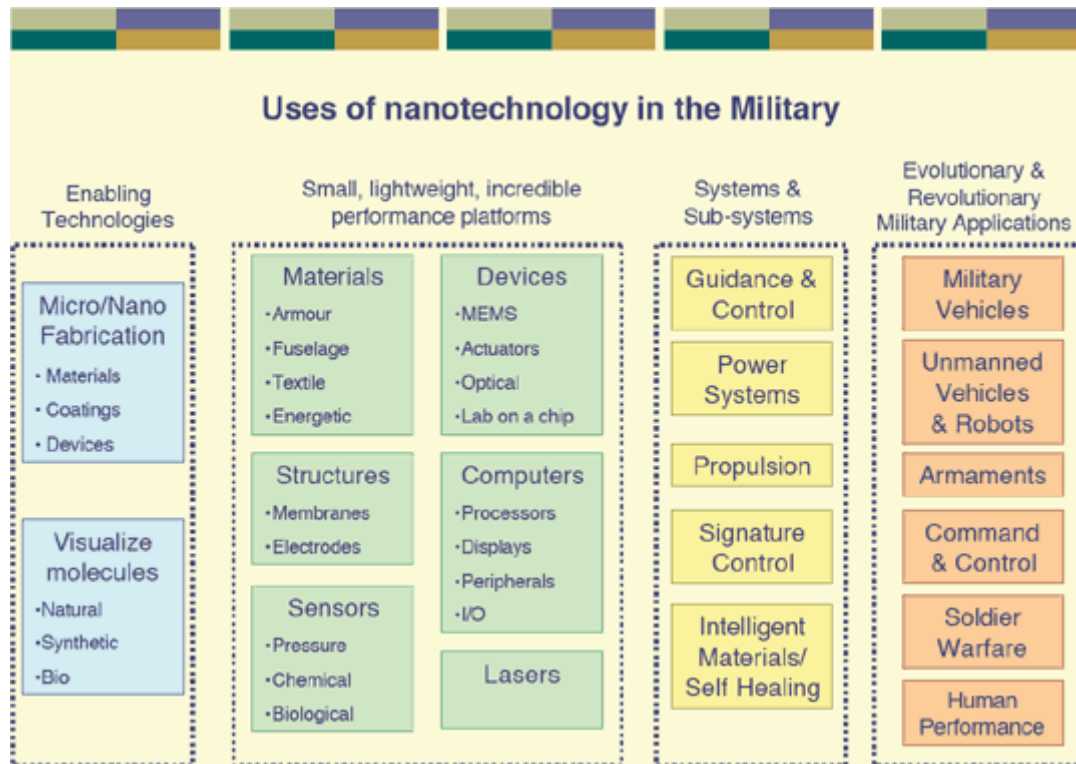 Uses of nanotechnology in the Military
Enabling
Technologies
Micro/Nano
Fabrication
• Materials
• Coatings
• Devices
Visualize
molecules
•Natural
•Synthetic
•Bio
Small, lightweight, incredible
performance platforms
Materials
•Armour
•Fuselage
•Textile
•Energetic
Structures
•Membranes
•Electrodes
Sensors
•Pressure
•Chemical
•Biological
Devices
•MEMS
•Actuators
•Optical
•Lab on a chip
Computers
•Processors
•Displays
•Peripherals
•I/O
Lasers
Systems &
Sub-systems
Guidance &
Control
Power
Systems
Propulsion
Signature
Control
Intelligent
Materials/
Self Healing
Evolutionary &
Revolutionary
Military Applications
Military
Vehicles
Unmanned
Vehicles
& Robots
Armaments
Command
& Control
Soldier
Warfare
Human
Performance